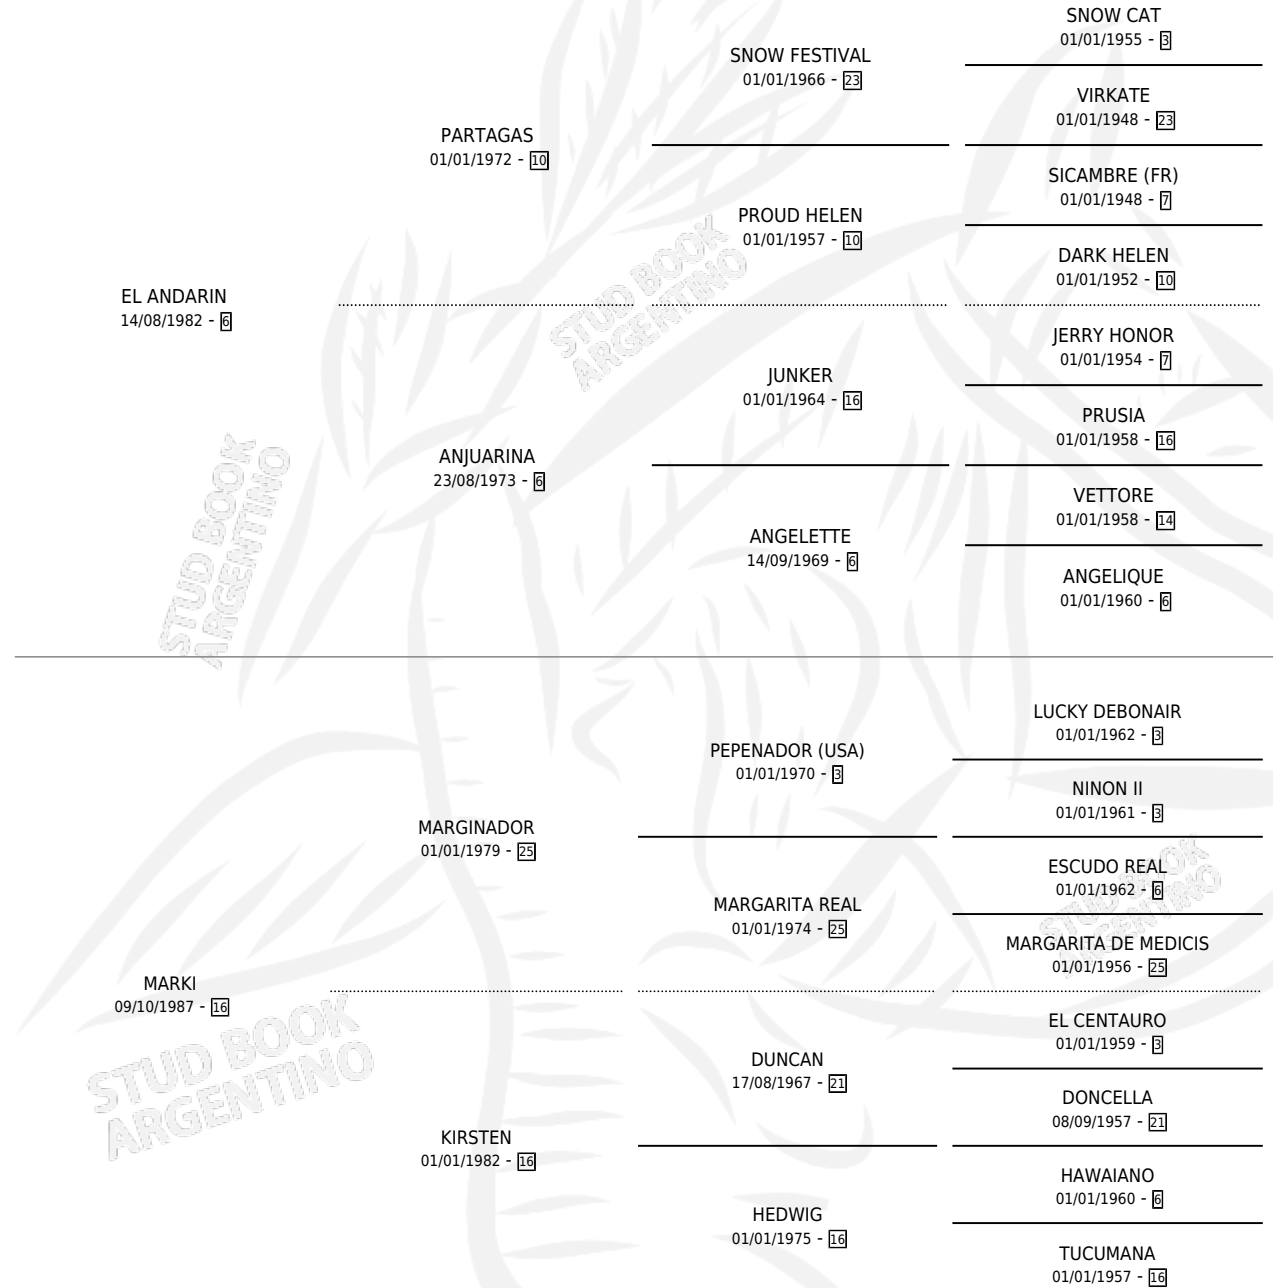 SNOW CAT
01/01/1955 - 3
SNOW FESTIVAL
01/01/1966 - 23
VIRKATE
01/01/1948 - 23
PARTAGAS
01/01/1972 - 10
SICAMBRE (FR)
01/01/1948 - 7
PROUD HELEN
01/01/1957 - 10
DARK HELEN
01/01/1952 - 10
EL ANDARIN
14/08/1982 - 6
JERRY HONOR
01/01/1954 - 7
JUNKER
01/01/1964 - 16
PRUSIA
01/01/1958 - 16
ANJUARINA
23/08/1973 - 6
VETTORE
01/01/1958 - 14
ANGELETTE
14/09/1969 - 6
ANGELIQUE
01/01/1960 - 6
STUD BOOK
ARGENTINO
STUD BOOK
ARGENTINO
LUCKY DEBONAIR
01/01/1962 - 3
PEPENADOR (USA)
01/01/1970 - 3
NINON II
01/01/1961 - 3
MARGINADOR
01/01/1979 - 25
ESCUDO REAL
01/01/1962 - 6
MARGARITA REAL
01/01/1974 - 25
MARGARITA DE MEDICIS
01/01/1956 - 25
MARKI
09/10/1987 - 16
EL CENTAURO
01/01/1959 - 3
DUNCAN
17/08/1967 - 21
DONCELLA
08/09/1957 - 21
KIRSTEN
01/01/1982 - 16
HAWAIANO
01/01/1960 - 6
HEDWIG
01/01/1975 - 16
TUCUMANA
01/01/1957 - 16
STUD BOOK
ARGENTINO
STUD BOOK
ARGENTINO